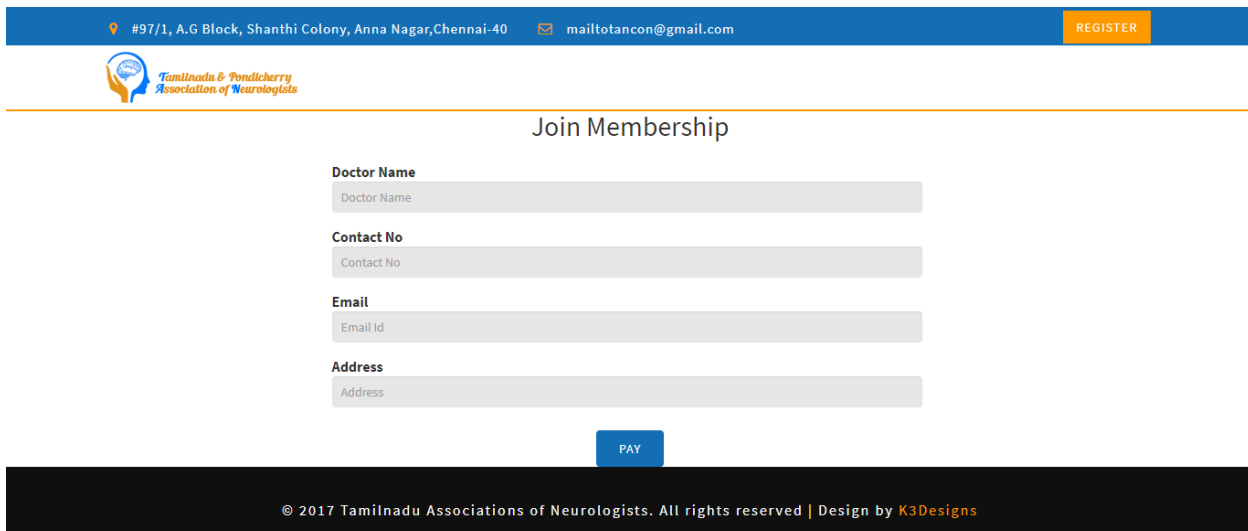 #97/1, A.G Block, Shanthi Colony, Anna Nagar,Chennai-40 mailtotancon@gmail.com REGISTER
Tamilnadu & Pondicherry
Association of Neurologists
Join Membership
Doctor Name
Doctor Name
Contact No
Contact No
Email
Email Id
Address
Address
PAY
© 2017 Tamilnadu Associations of Neurologists. All rights reserved | Design by K3Designs